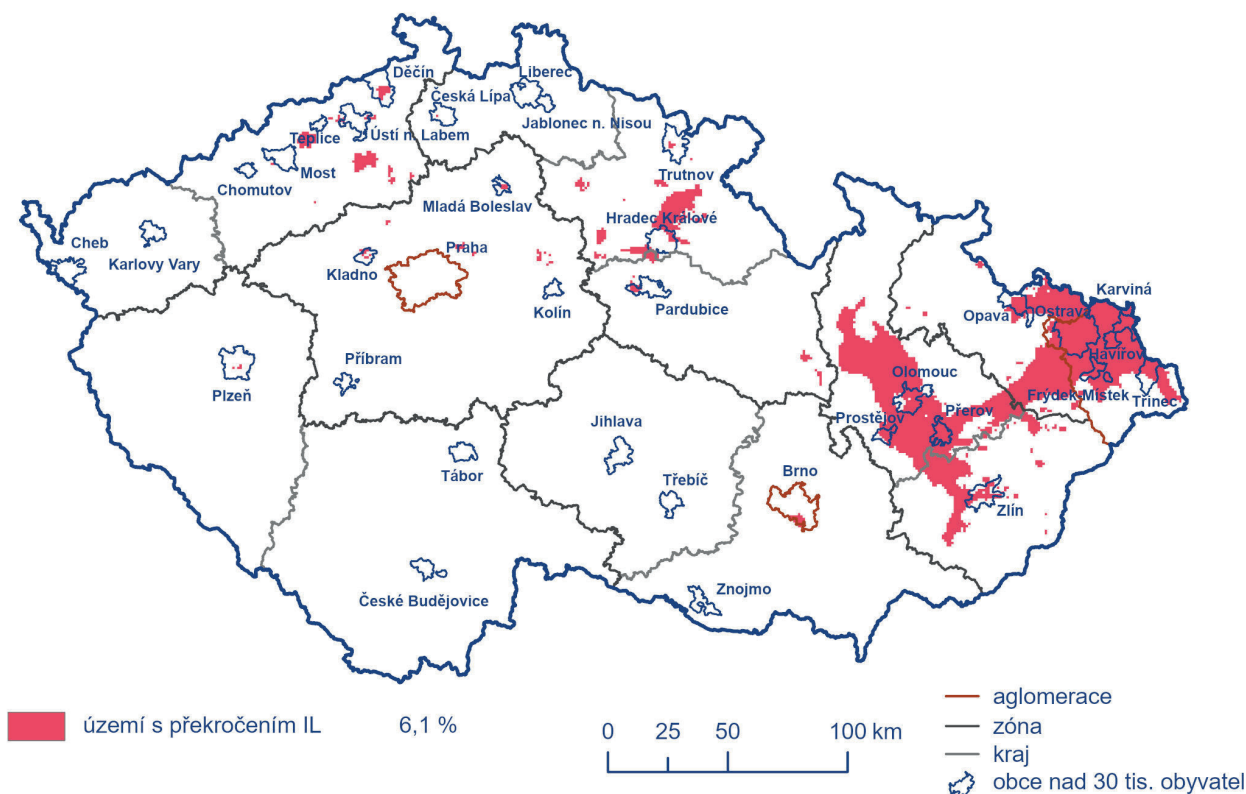 Děčín
Liberec
Česká Lípa
Jablonec n. Nisou
Teplice
Ústí n. Labem
Most
Chomutov
Trutnov
Mladá Boleslav
Hradec Králové
Cheb
Karlovy Vary
Praha
Kladno
Kolín
Pardubice
Karviná
Opava
Ostrava
Havířov
Příbram
Plzeň
Olomouc
Frýdek-Místek
Třinec
Prostějov
Přerov
Jihlava
Tábor
Třebíč
Brno
Zlín
České Budějovice
Znojmo
území s překročením IL 6,1 %
0 25 50 100 km
aglomerace
zóna
kraj
obce nad 30 tis. obyvatel